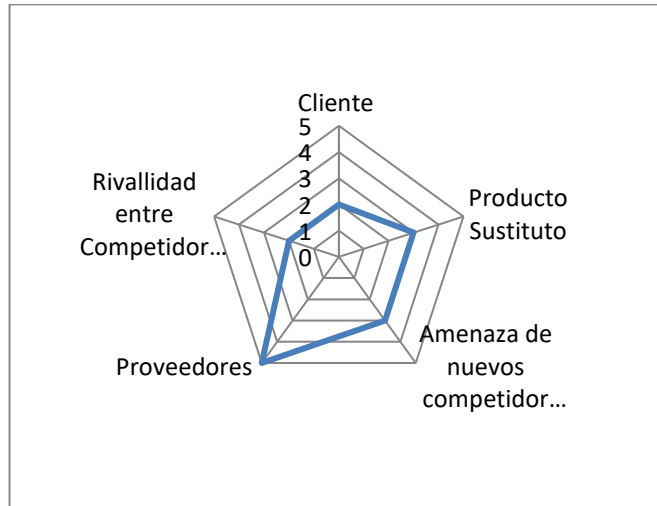 Cliente
5
4
3
2
1
0
Producto
Sustituto
Amenaza de
nuevos
competidor...
Proveedores
Rivallidad
entre
Competidor...